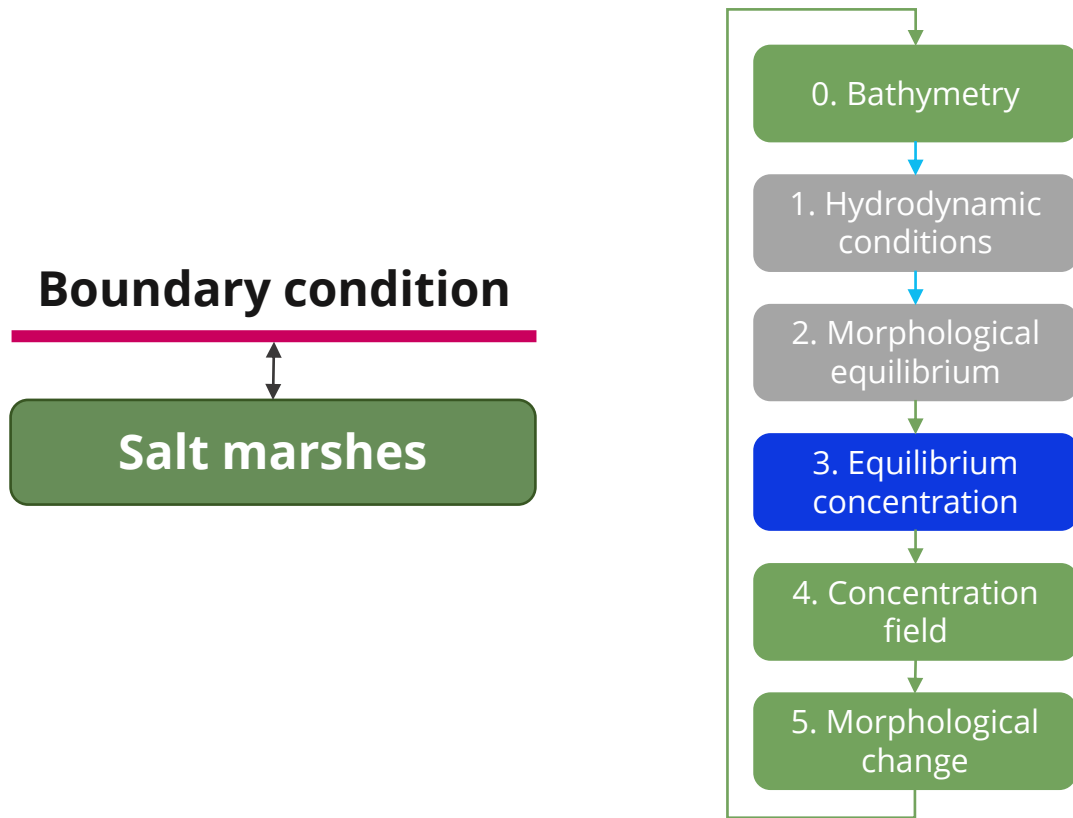 Boundary condition
Salt marshes
0. Bathymetry
1. Hydrodynamic
conditions
2. Morphological
equilibrium
3. Equilibrium
concentration
4. Concentration
field
5. Morphological
change